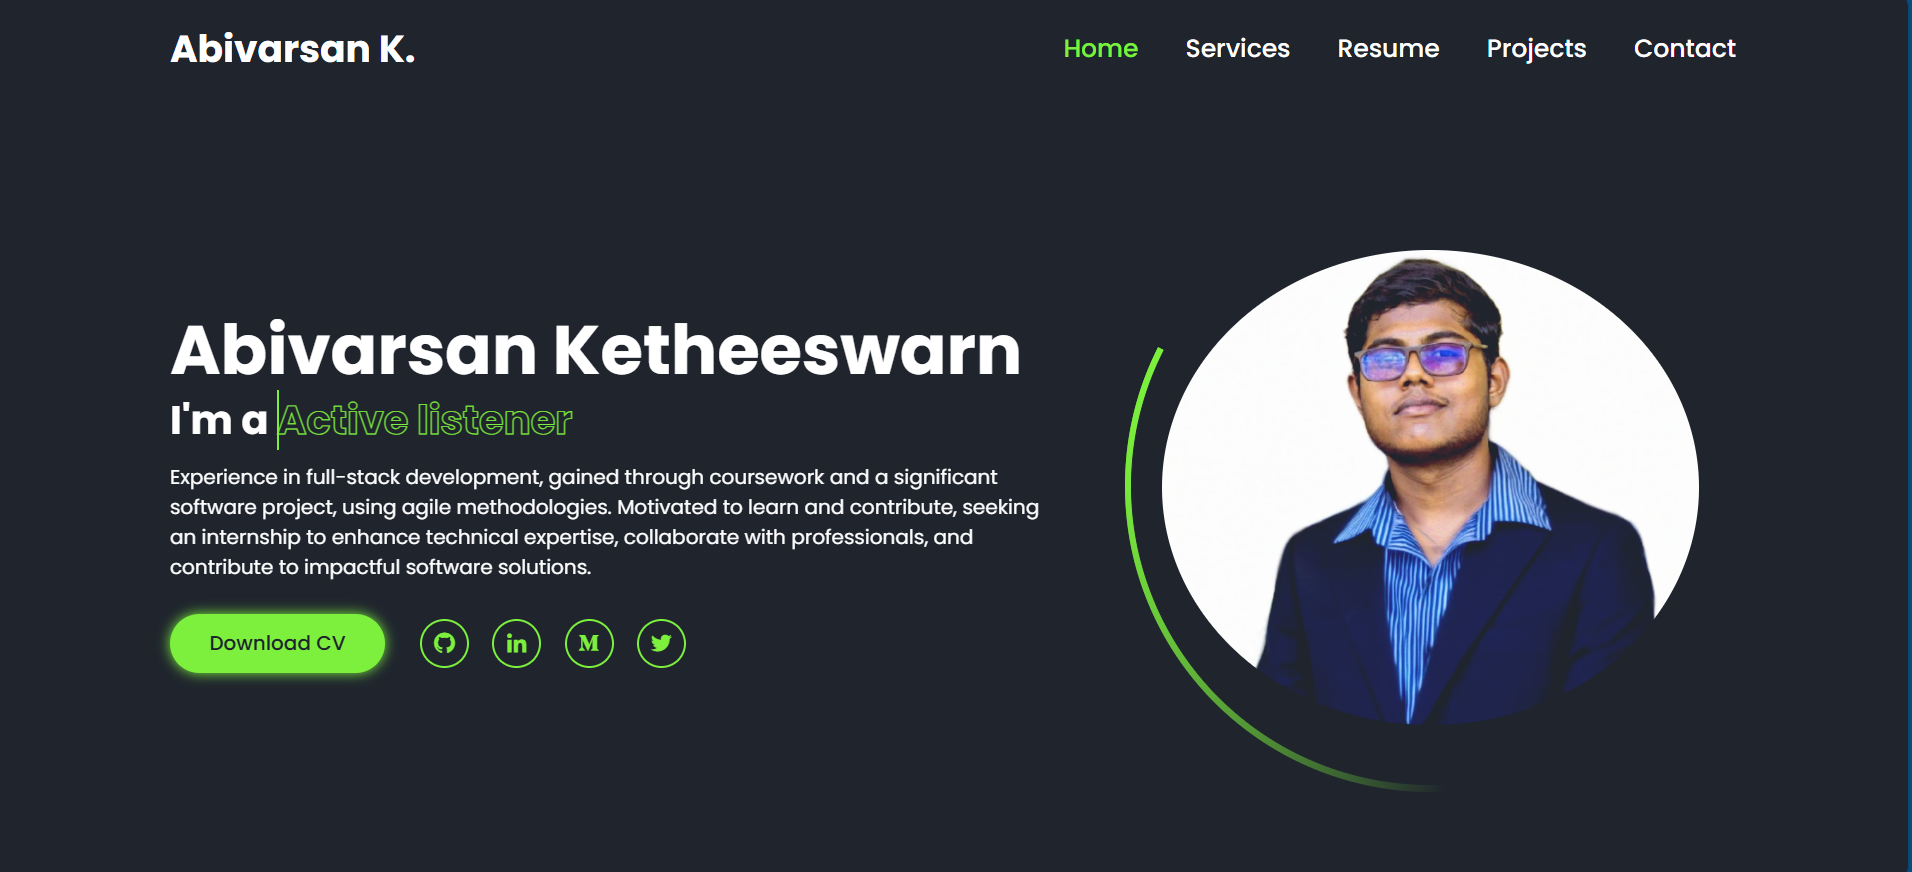 Abivarsan K.
Home Services Resume Projects Contact
Abivarsan Ketheeswarn
I'm a Active listener
Experience in full-stack development, gained through coursework and a significant
software project, using agile methodologies. Motivated to learn and contribute, seeking
an internship to enhance technical expertise, collaborate with professionals, and
contribute to impactful software solutions.
Download CV
in
M